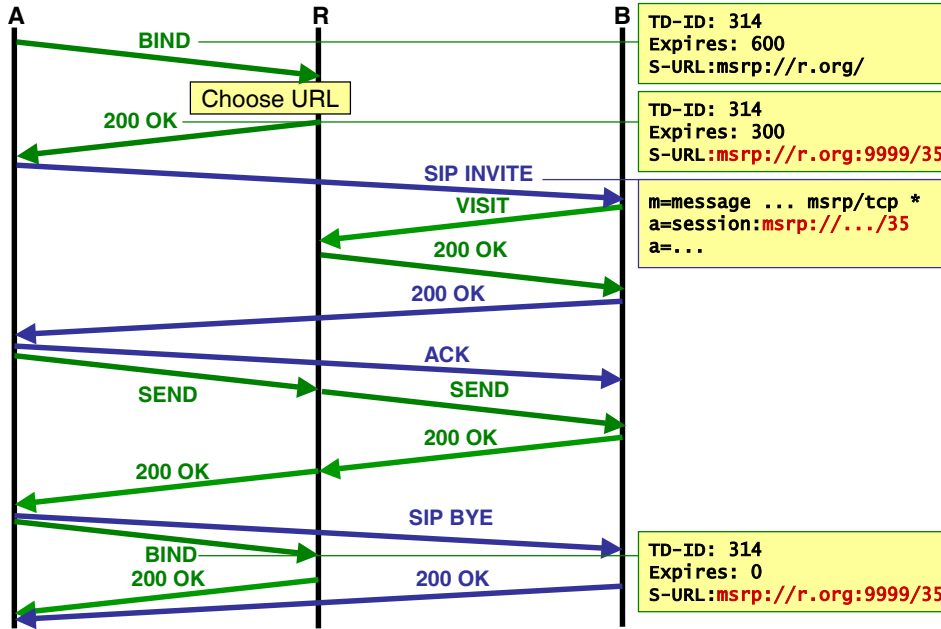 A R B
BIND
TD-ID: 314
Expires: 600
S-URL:msrp://r.org/
Choose URL
200 OK
TD-ID: 314
Expires: 300
S-URL:msrp://r.org:9999/35
SIP INVITE
m=message ... msrp/tcp *
a=session:msrp://.../35
a=...
VISIT
200 OK
200 OK
ACK
SEND
SEND
200 OK
200 OK
SIP BYE
BIND
TD-ID: 314
Expires: 0
S-URL:msrp://r.org:9999/35
200 OK
200 OK